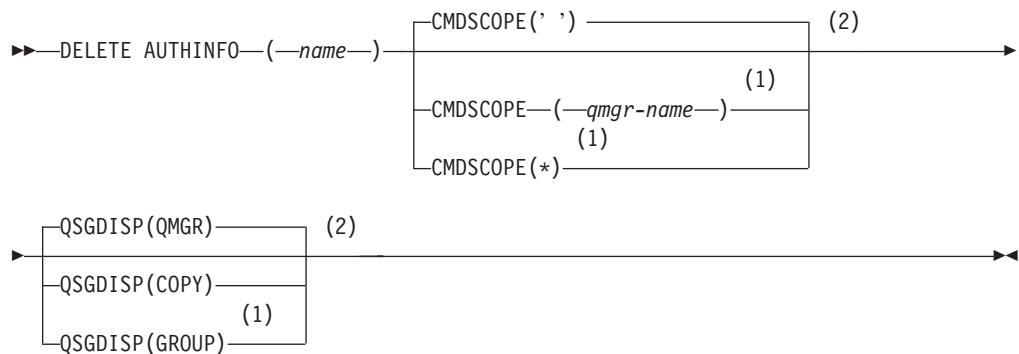 CMDSCOPE(' ') (2)
DELETE AUTHINFO ( name )
(1)
CMDSCOPE ( qmgr-name )
(1)
CMDSCOPE(*)
QSGDISP(QMGR) (2)
QSGDISP(COPY)
(1)
QSGDISP(GROUP)